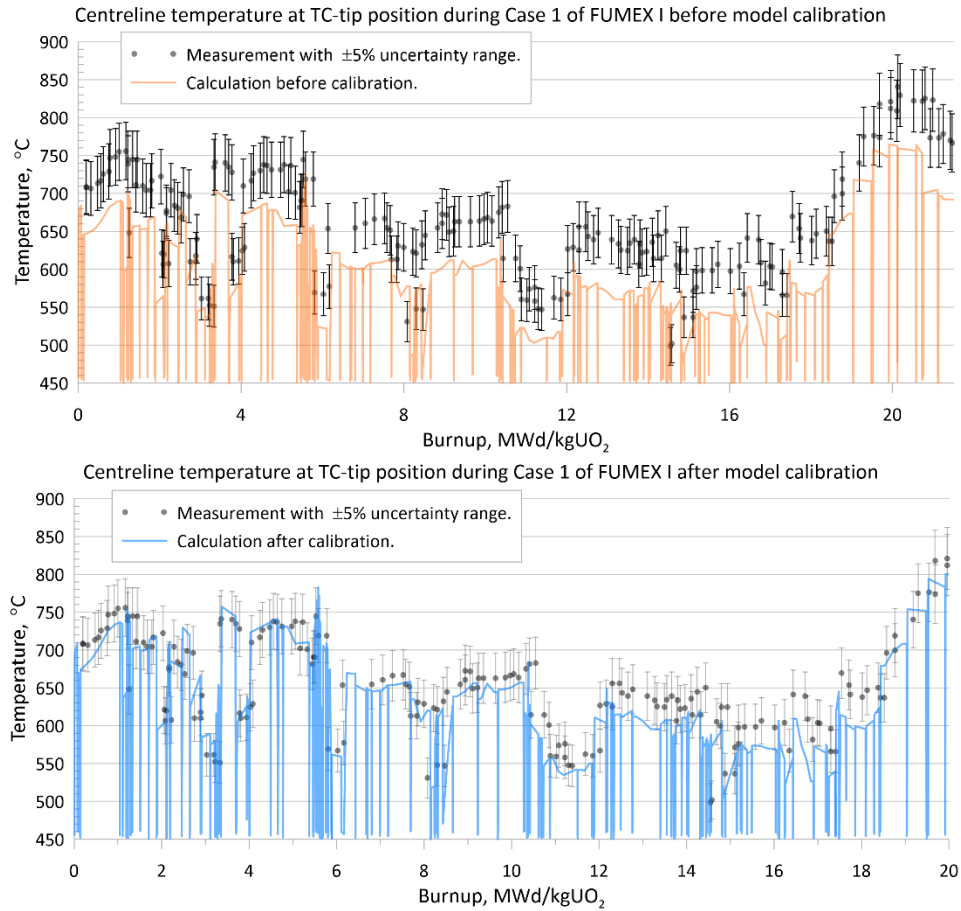 Centreline temperature at TC-tip position during Case 1 of FUMEX I before model calibration
900
850
800
750
700
650
600
550
500
450
Temperature, °C
Measurement with ±5% uncertainty range.
Calculation before calibration.
0 4 8 12 16 20
Burnup, MWd/kgUO₂
Centreline temperature at TC-tip position during Case 1 of FUMEX I after model calibration
900
850
800
750
700
650
600
550
500
450
Temperature, °C
Measurement with ±5% uncertainty range.
Calculation after calibration.
0 2 4 6 8 10 12 14 16 18 20
Burnup, MWd/kgUO₂